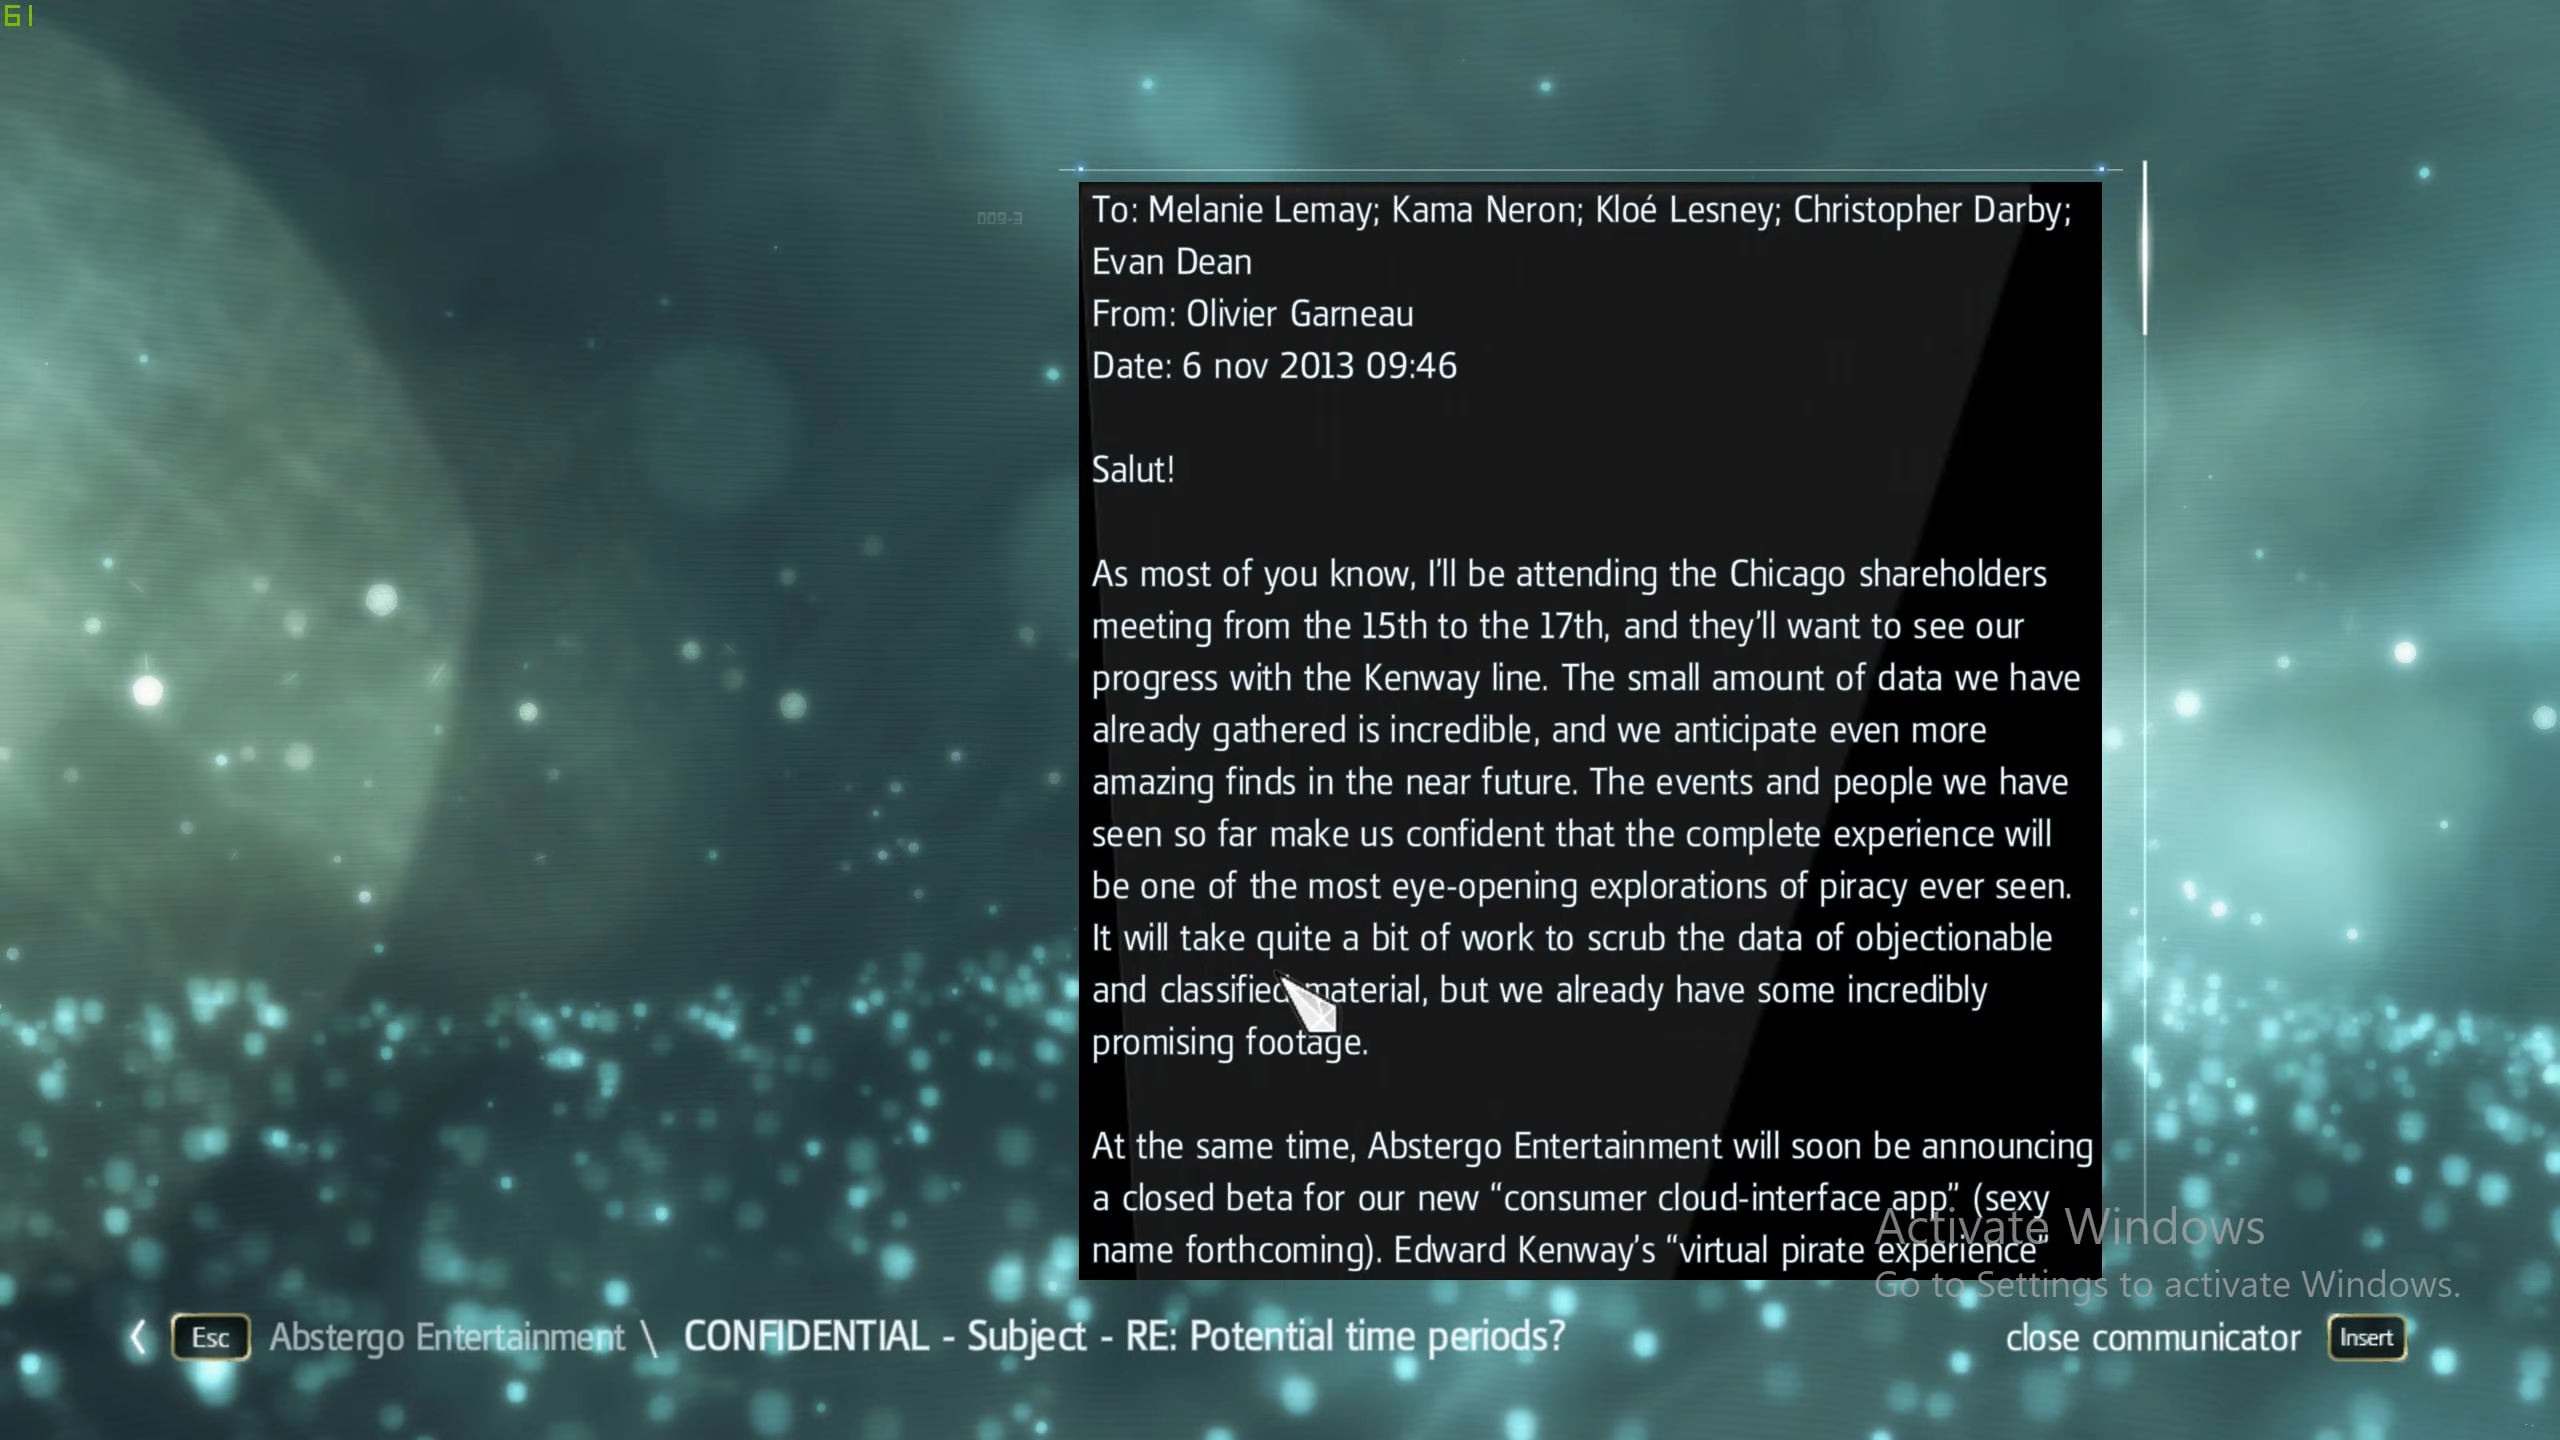 61
009-3
To: Melanie Lemay; Kama Neron; Kloé Lesney; Christopher Darby;
Evan Dean
From: Olivier Garneau
Date: 6 nov 2013 09:46
Salut!
As most of you know, I'll be attending the Chicago shareholders
meeting from the 15th to the 17th, and they'll want to see our
progress with the Kenway line. The small amount of data we have
already gathered is incredible, and we anticipate even more
amazing finds in the near future. The events and people we have
seen so far make us confident that the complete experience will
be one of the most eye-opening explorations of piracy ever seen.
It will take quite a bit of work to scrub the data of objectionable
and classified material, but we already have some incredibly
promising footage.
At the same time, Abstergo Entertainment will soon be announcing
a closed beta for our new “consumer cloud-interface app” (sexy
name forthcoming). Edward Kenway's “virtual pirate experience”
Activate Windows
Go to Settings to activate Windows.
Esc Abstergo Entertainment \ CONFIDENTIAL - Subject - RE: Potential time periods?
close communicator Insert